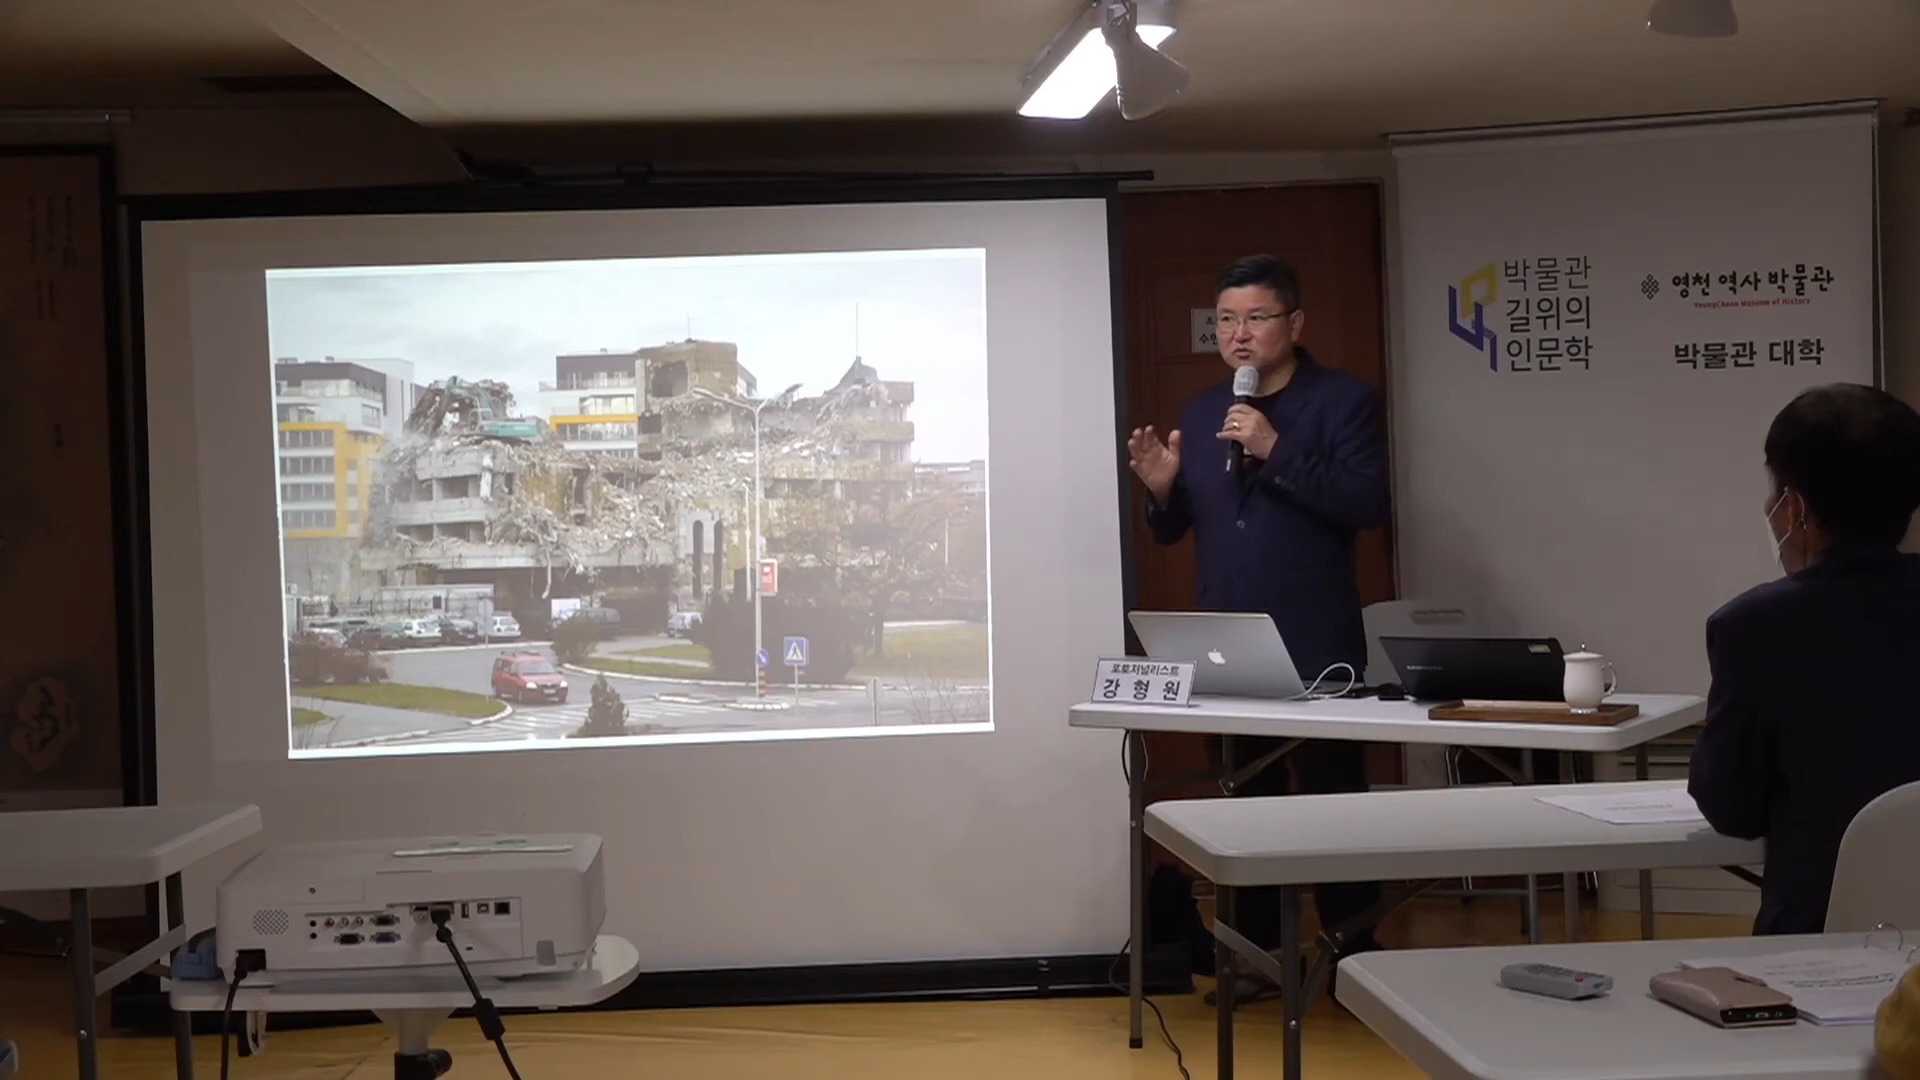 박물관
길위의
인문학
영천 역사 박물관
YeongCheon Museum of History
박물관 대학
포토저널리스트
강 형 원
SAMSUNG